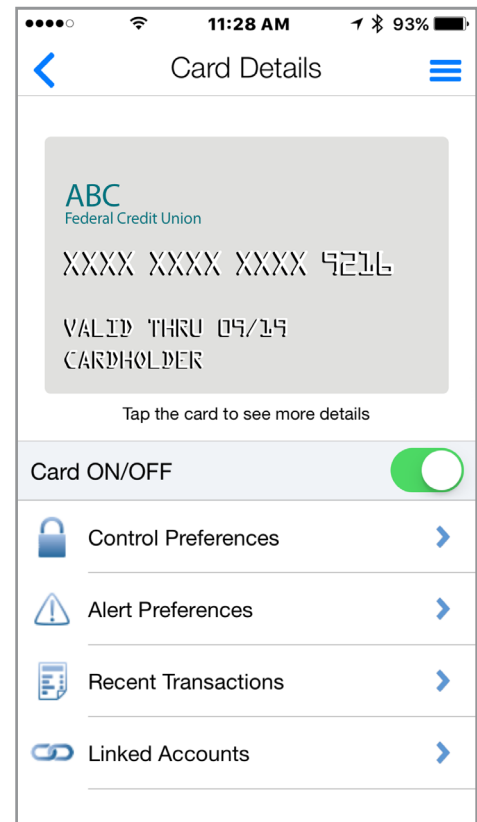 11:28 AM 93%
Card Details
ABC
Federal Credit Union
XXXX XXXX XXXX 9216
VALID THRU 09/19
CARDHOLDER
Tap the card to see more details
Card ON/OFF
Control Preferences
Alert Preferences
Recent Transactions
Linked Accounts